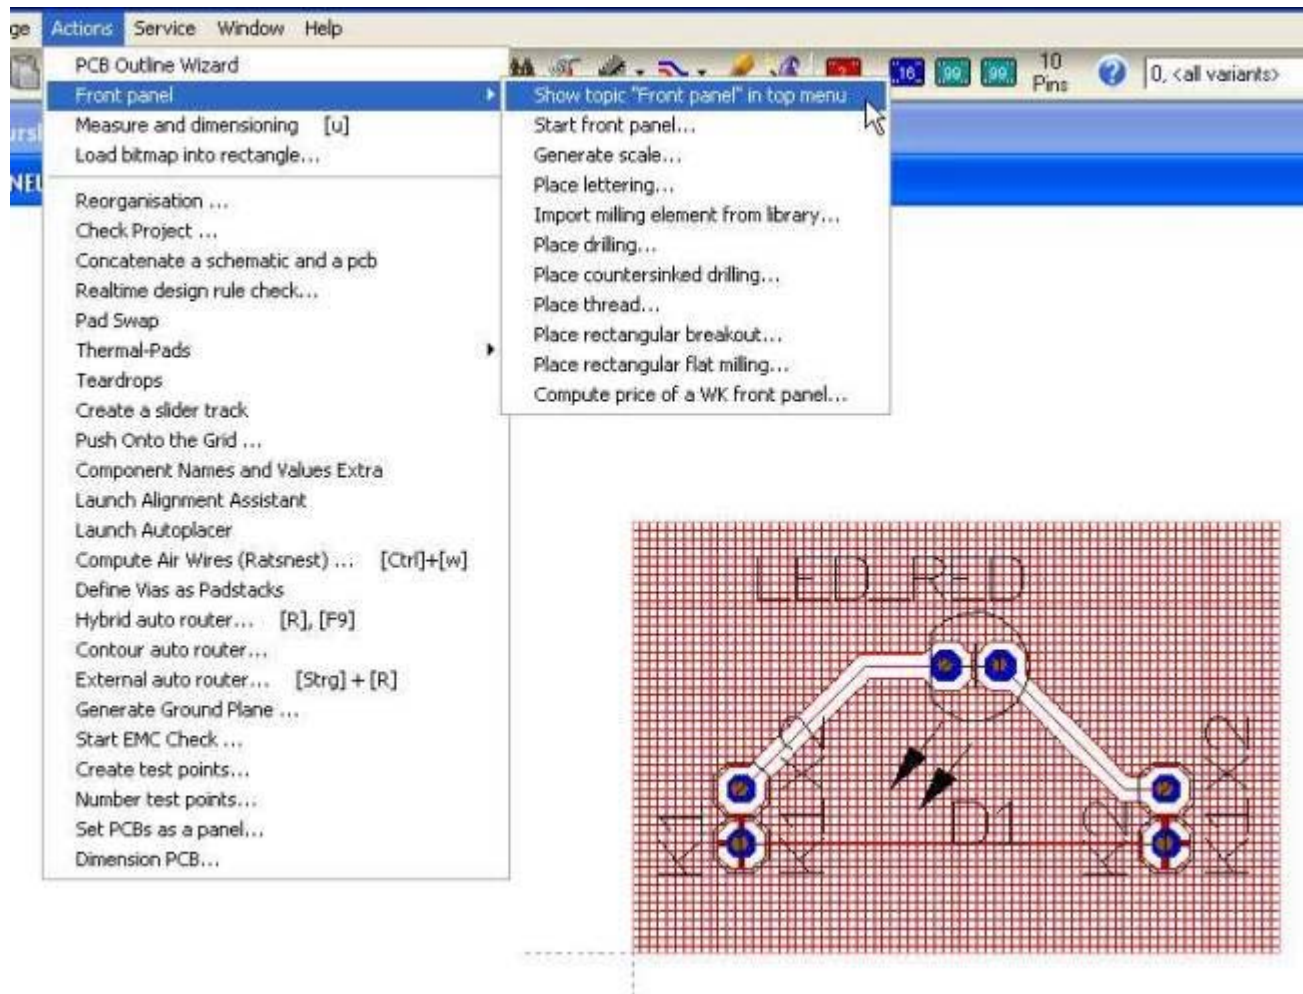 ge Actions Service Window Help
16 99 99 10 Pins ? 0, <all variants>
PCB Outline Wizard
Front panel
Measure and dimensioning [u]
Load bitmap into rectangle...
Reorganisation ...
Check Project ...
Concatenate a schematic and a pcb
Realtime design rule check...
Pad Swap
Thermal-Pads
Teardrops
Create a slider track
Push Onto the Grid ...
Component Names and Values Extra
Launch Alignment Assistant
Launch Autoplacer
Compute Air Wires (Ratsnest) ... [Ctrl]+[w]
Define Vias as Padstacks
Hybrid auto router... [R], [F9]
Contour auto router...
External auto router... [Strg] + [R]
Generate Ground Plane ...
Start EMC Check ...
Create test points...
Number test points...
Set PCBs as a panel...
Dimension PCB...
Show topic "Front panel" in top menu
Start front panel...
Generate scale...
Place lettering...
Import milling element from library...
Place drilling...
Place countersinked drilling...
Place thread...
Place rectangular breakout...
Place rectangular flat milling...
Compute price of a WK front panel...
LED_RED
D1
K1
K1X2
K2
K1X2